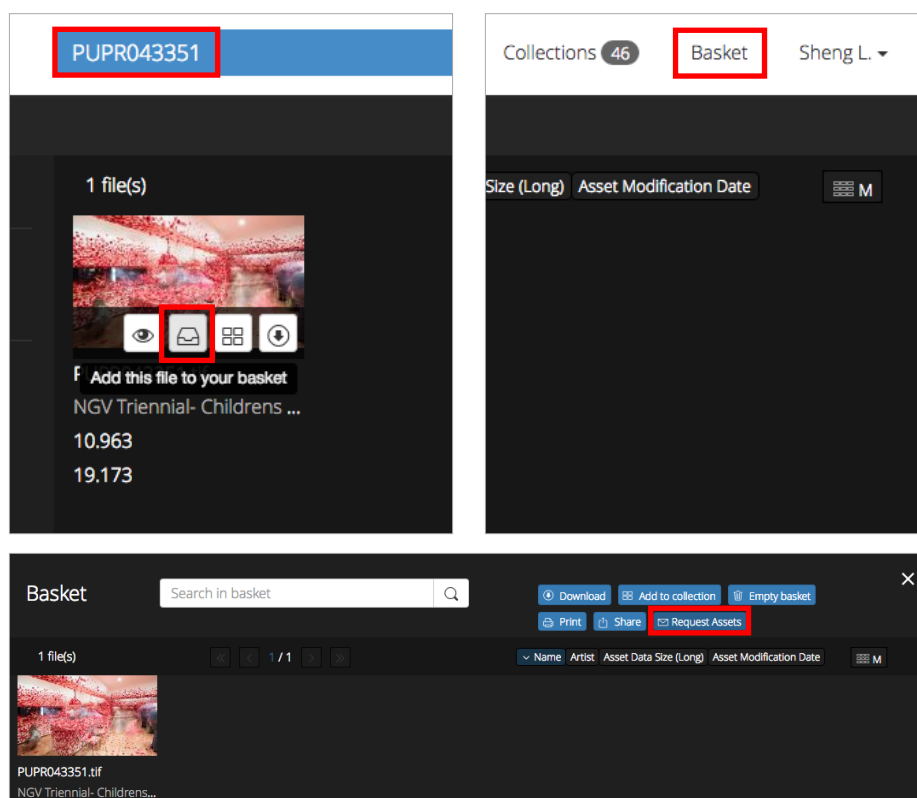 PUPR043351
1 file(s)
Add this file to your basket
NGV Triennial- Childrens ...
10.963
19.173
Collections 46 Basket Sheng L.
Size (Long) Asset Modification Date M
Basket Search in basket Download Add to collection Empty basket
Print Share Request Assets
1 file(s) 1 / 1 Name Artist Asset Data Size (Long) Asset Modification Date M
PUPR043351.tif
NGV Triennial- Childrens...